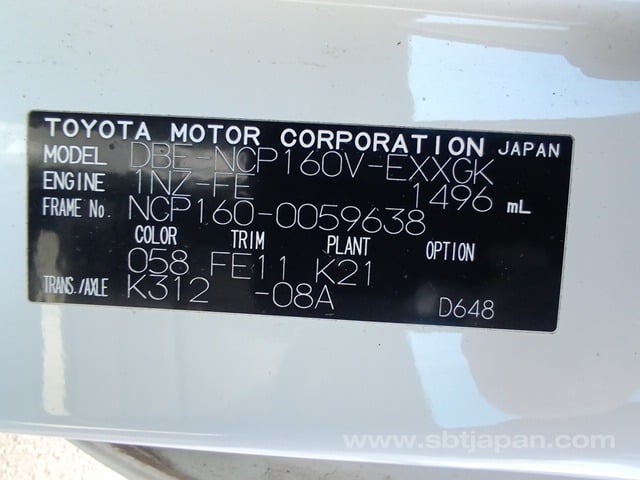 TOYOTA MOTOR CORPORATION JAPAN
MODEL DBE-NCP160V-EXXGK
ENGINE 1NZ-FE 1496 mL
FRAME No. NCP160-0059638
COLOR TRIM PLANT OPTION
058 FE11 K21
TRANS./AXLE K312 -08A D648
www.sbtjapan.com